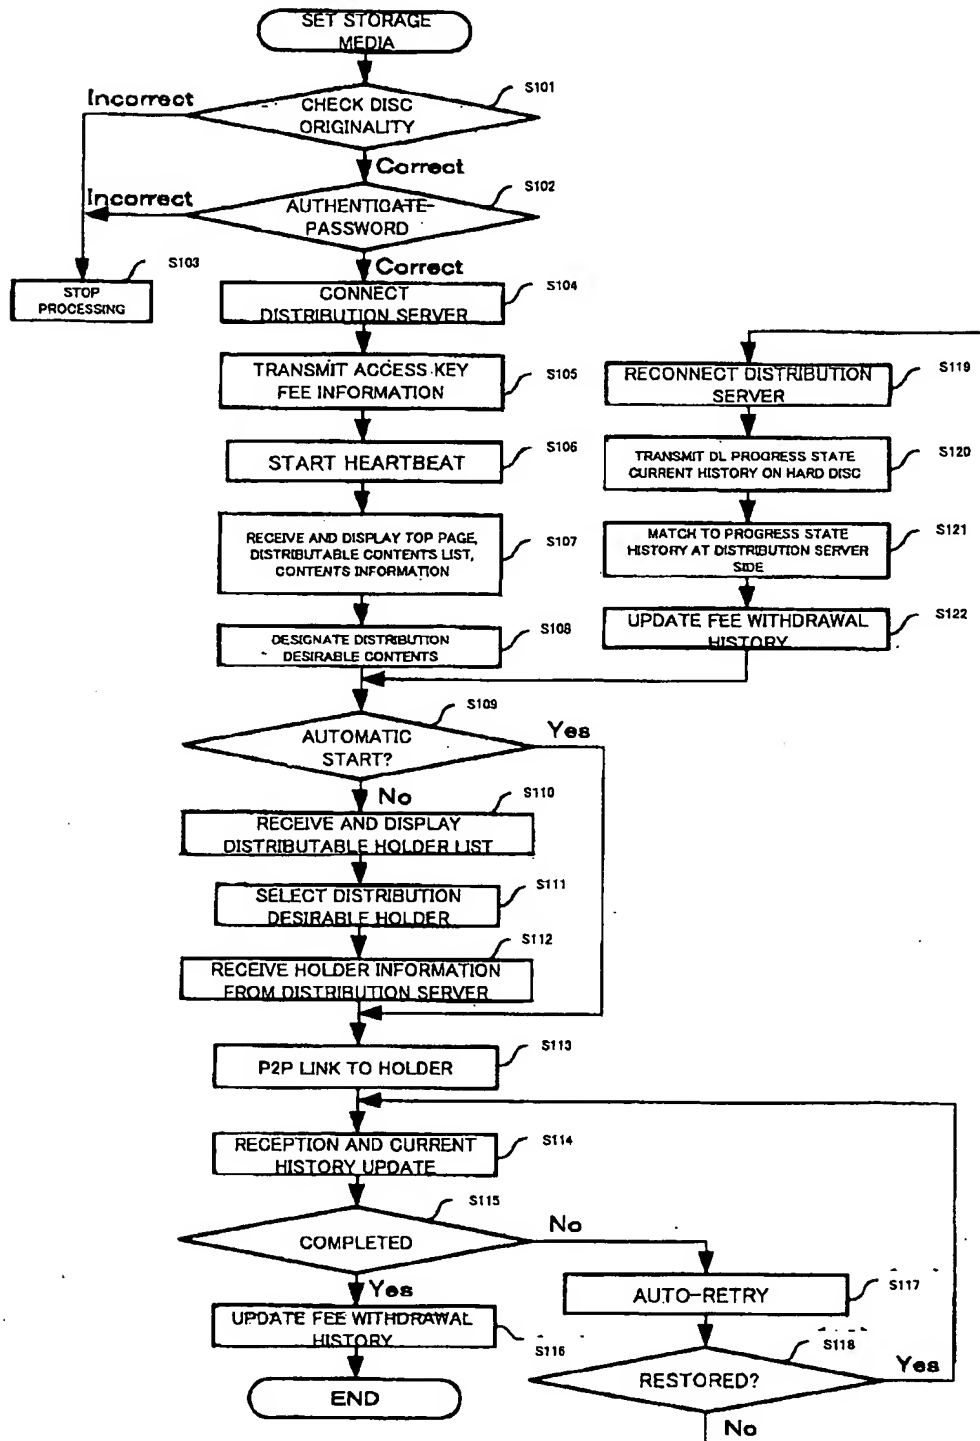 SET STORAGE
MEDIA
S101
Incorrect
CHECK DISC
ORIGINALITY
Correct
S102
Incorrect
AUTHENTICATE-
PASSWORD
S103
Correct
STOP
PROCESSING
S104
CONNECT
DISTRIBUTION SERVER
TRANSMIT ACCESS KEY
FEE INFORMATION
S105
START HEARTBEAT
S106
RECEIVE AND DISPLAY TOP PAGE,
DISTRIBUTABLE CONTENTS LIST,
CONTENTS INFORMATION
S107
DESIGNATE DISTRIBUTION
DESIRABLE CONTENTS
S108
RECONNECT DISTRIBUTION
SERVER
S119
TRANSMIT DL PROGRESS STATE
CURRENT HISTORY ON HARD DISC
S120
MATCH TO PROGRESS STATE
HISTORY AT DISTRIBUTION SERVER
SIDE
S121
UPDATE FEE WITHDRAWAL
HISTORY
S122
S109
AUTOMATIC
START?
Yes
No
S110
RECEIVE AND DISPLAY
DISTRIBUTABLE HOLDER LIST
S111
SELECT DISTRIBUTION
DESIRABLE HOLDER
S112
RECEIVE HOLDER INFORMATION
FROM DISTRIBUTION SERVER
P2P LINK TO HOLDER
S113
RECEPTION AND CURRENT
HISTORY UPDATE
S114
S115
COMPLETED
No
Yes
AUTO-RETRY
S117
UPDATE FEE WITHDRAWAL
HISTORY
S116
S118
RESTORED?
Yes
END
No